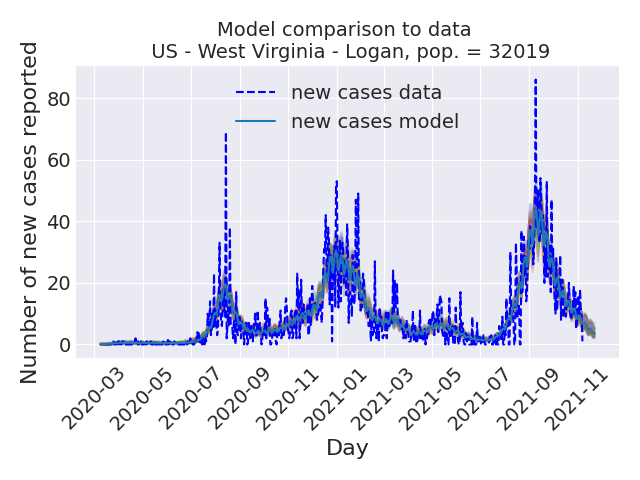 Model comparison to data
US - West Virginia - Logan, pop. = 32019
new cases data
new cases model
Number of new cases reported
80
60
40
20
0
2020-03
2020-05
2020-07
2020-09
2020-11
2021-01
2021-03
2021-05
2021-07
2021-09
2021-11
Day